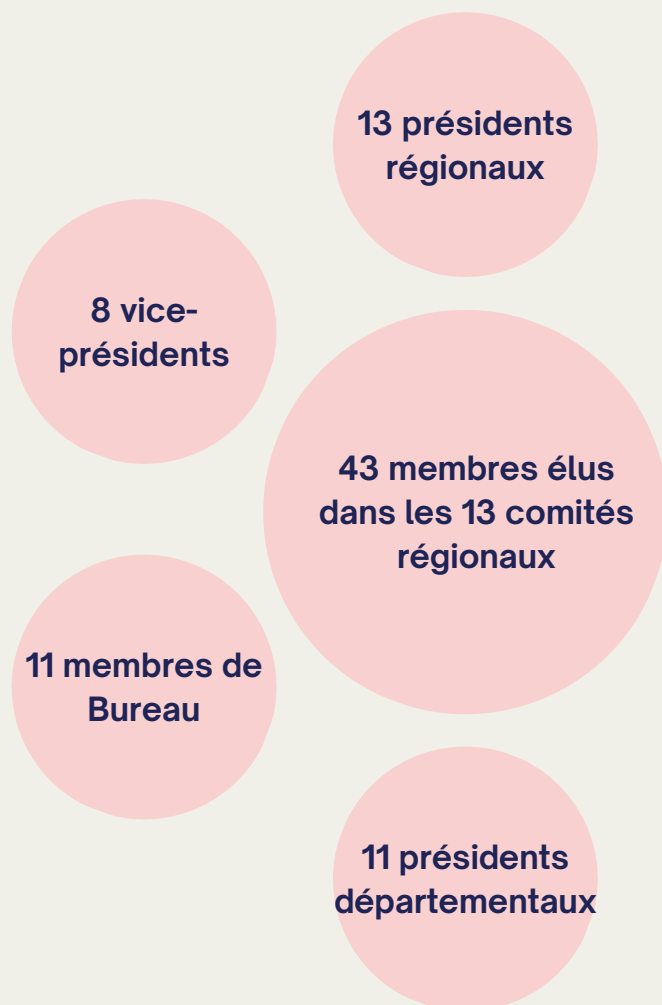 13 présidents
régionaux
8 vice-
présidents
43 membres élus
dans les 13 comités
régionaux
11 membres de
Bureau
11 présidents
départementaux